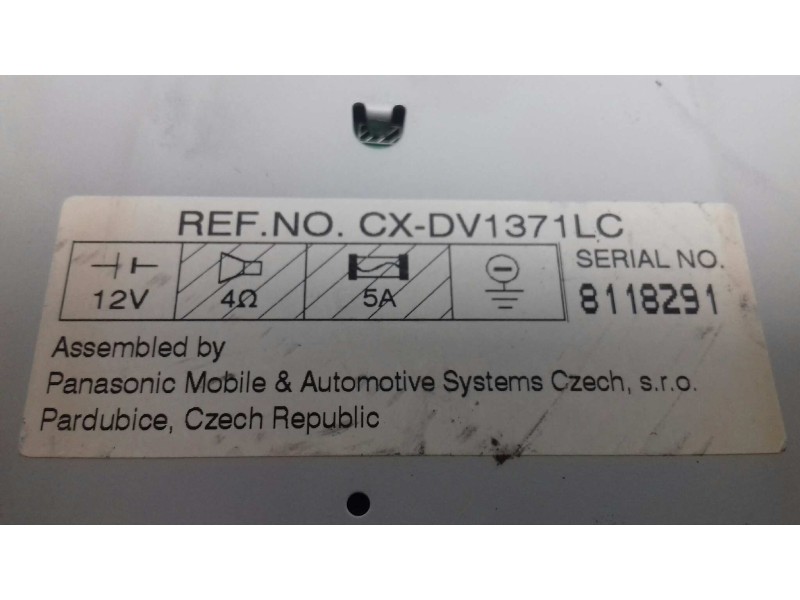 REF.NO. CX-DV1371LC
12V 4Ω 5A
SERIAL NO.
8118291
Assembled by
Panasonic Mobile & Automotive Systems Czech, s.r.o.
Pardubice, Czech Republic